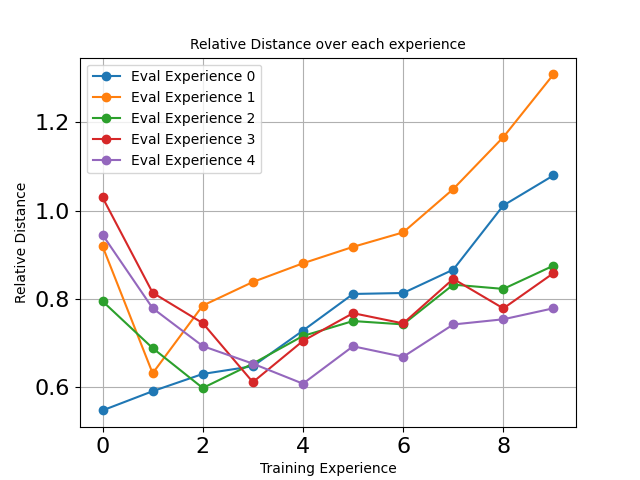 Relative Distance over each experience
Eval Experience 0
Eval Experience 1
Eval Experience 2
Eval Experience 3
Eval Experience 4
1.2
1.0
0.8
0.6
Relative Distance
0 2 4 6 8
Training Experience